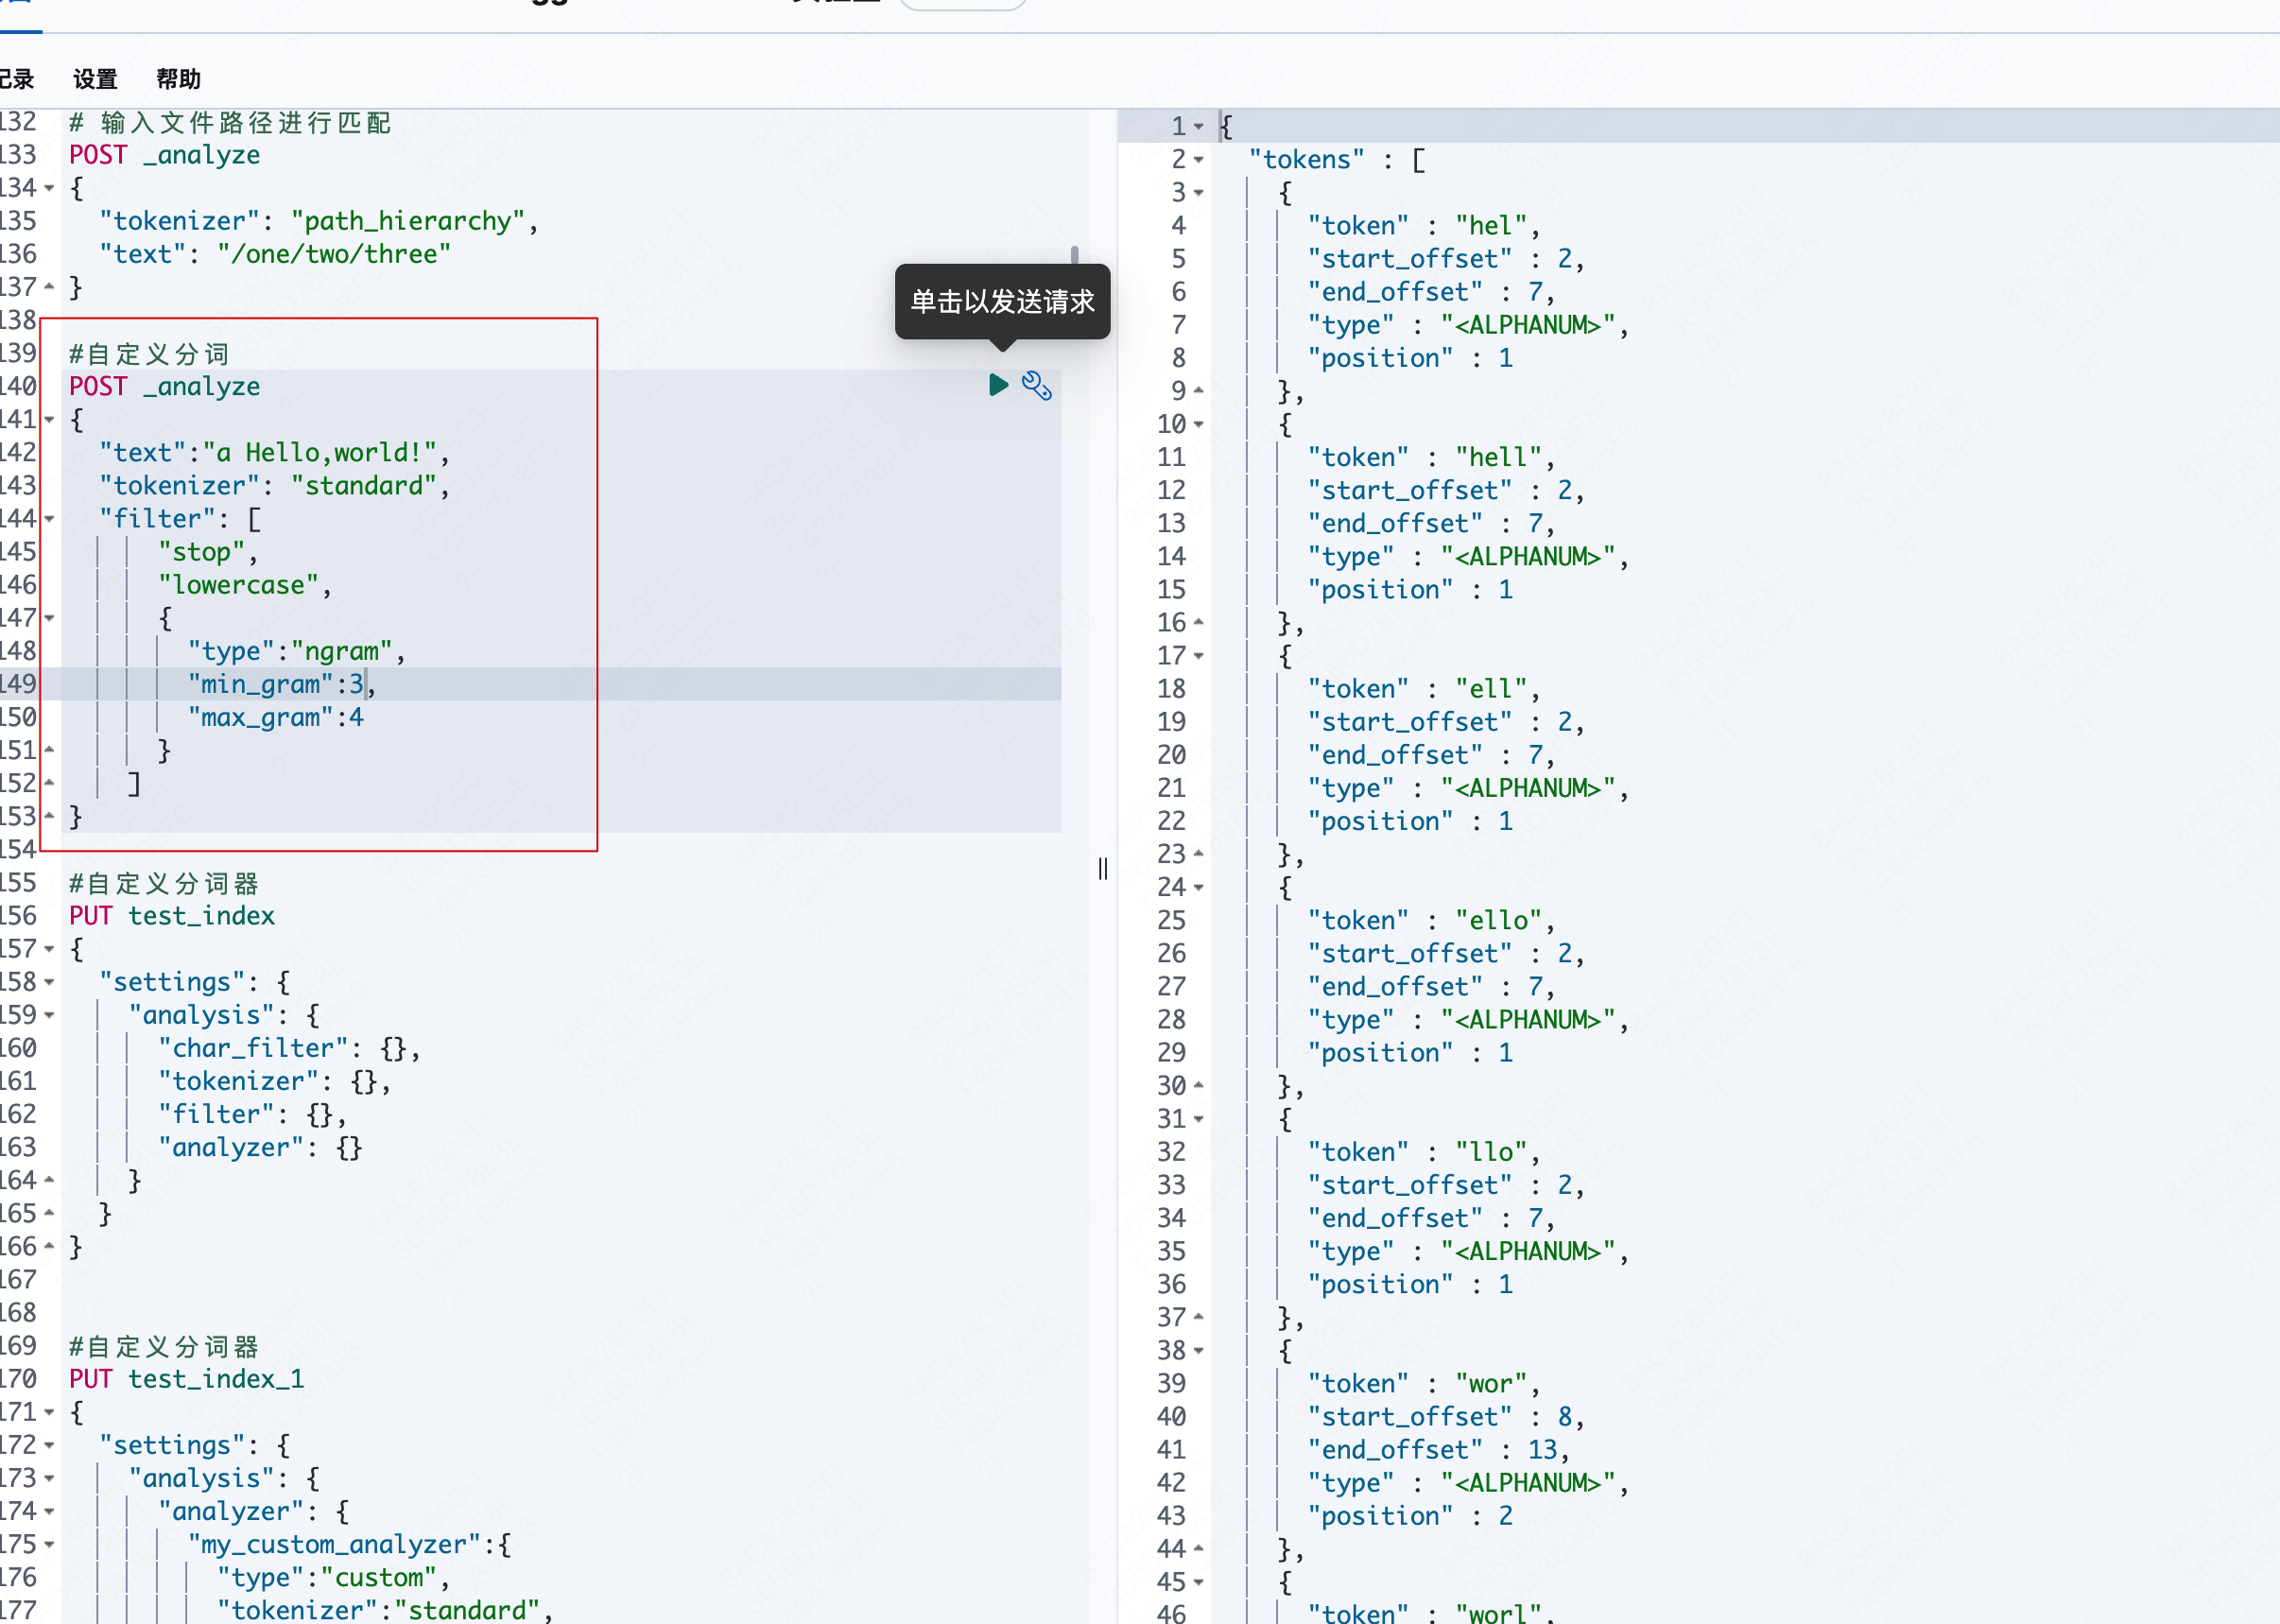 记录 设置 帮助
132 # 输入文件路径进行匹配
133 POST _analyze
134 {
135 "tokenizer": "path_hierarchy",
136 "text": "/one/two/three"
137 }
138
139 #自定义分词
140 POST _analyze
141 {
142 "text":"a Hello,world!",
143 "tokenizer": "standard",
144 "filter": [
145 "stop",
146 "lowercase",
147 {
148 "type":"ngram",
149 "min_gram":3,
150 "max_gram":4
151 }
152 ]
153 }
154
155 #自定义分词器
156 PUT test_index
157 {
158 "settings": {
159 "analysis": {
160 "char_filter": {},
161 "tokenizer": {},
162 "filter": {},
163 "analyzer": {}
164 }
165 }
166 }
167
168
169 #自定义分词器
170 PUT test_index_1
171 {
172 "settings": {
173 "analysis": {
174 "analyzer": {
175 "my_custom_analyzer":{
176 "type":"custom",
177 "tokenizer":"standard",
单击以发送请求
1 {
2 "tokens" : [
3 {
4 "token" : "hel",
5 "start_offset" : 2,
6 "end_offset" : 7,
7 "type" : "<ALPHANUM>",
8 "position" : 1
9 },
10 {
11 "token" : "hell",
12 "start_offset" : 2,
13 "end_offset" : 7,
14 "type" : "<ALPHANUM>",
15 "position" : 1
16 },
17 {
18 "token" : "ell",
19 "start_offset" : 2,
20 "end_offset" : 7,
21 "type" : "<ALPHANUM>",
22 "position" : 1
23 },
24 {
25 "token" : "ello",
26 "start_offset" : 2,
27 "end_offset" : 7,
28 "type" : "<ALPHANUM>",
29 "position" : 1
30 },
31 {
32 "token" : "llo",
33 "start_offset" : 2,
34 "end_offset" : 7,
35 "type" : "<ALPHANUM>",
36 "position" : 1
37 },
38 {
39 "token" : "wor",
40 "start_offset" : 8,
41 "end_offset" : 13,
42 "type" : "<ALPHANUM>",
43 "position" : 2
44 },
45 {
46 "token" : "worl",